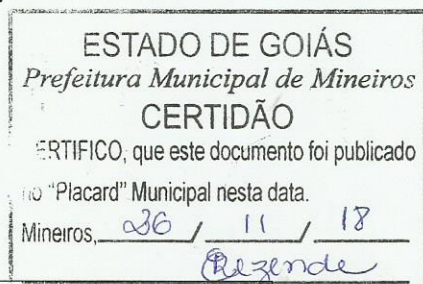 ESTADO DE GOIÁS
Prefeitura Municipal de Mineiros
CERTIDÃO
ERTIFICO, que este documento foi publicado
no "Placard" Municipal nesta data.
Mineiros, 26 / 11 / 18
Rezende